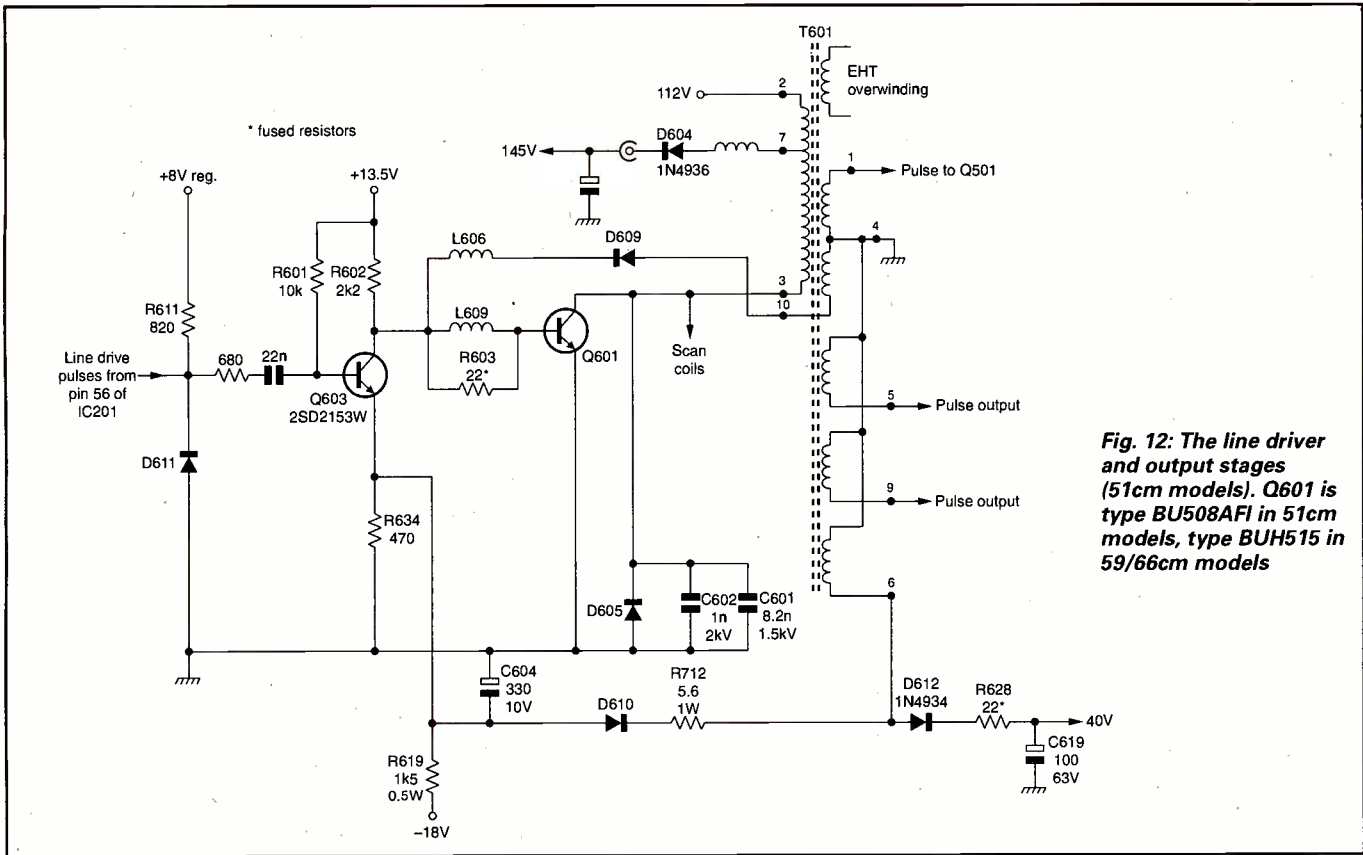 T601
EHT
overwinding
2
112V
* fused resistors
D604
1N4936
7
145V
1
Pulse to Q501
+8V reg.
+13.5V
4
L606
D609
R601
10k
R602
2k2
3
10
R611
820
L609
Q601
Scan
coils
Line drive
pulses from
pin 56 of
IC201
680
22n
R603
22*
Q603
2SD2153W
5
Pulse output
D611
9
Pulse output
R634
470
Fig. 12: The line driver
and output stages
(51cm models). Q601 is
type BU508AFI in 51cm
models, type BUH515 in
59/66cm models
D605
C602
1n
2kV
C601
8.2n
1.5kV
6
C604
330
10V
D610
R712
5.6
1W
D612
1N4934
R628
22*
40V
C619
100
63V
R619
1k5
0.5W
–18V